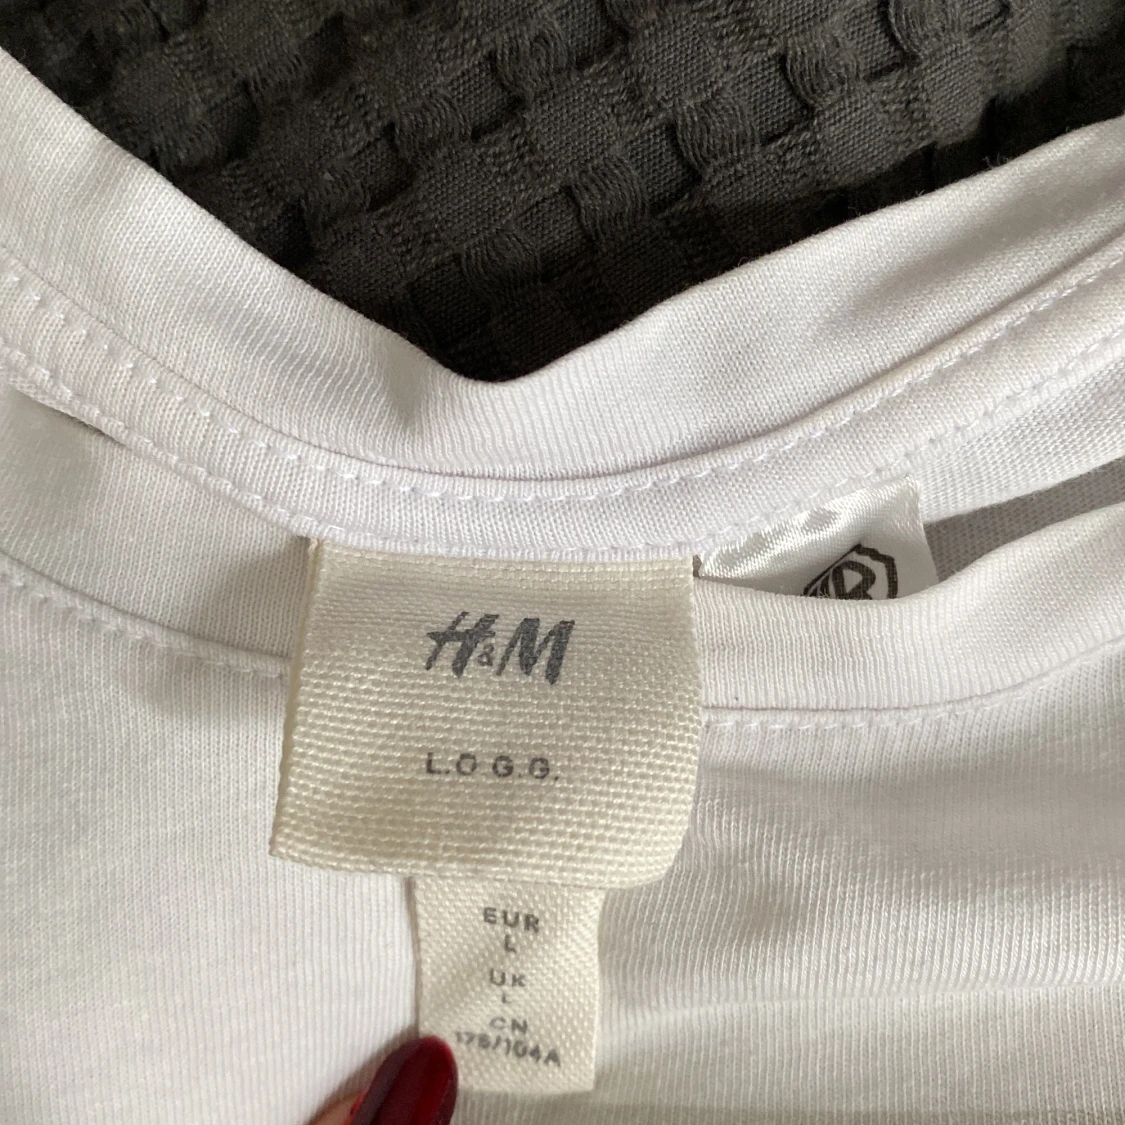 H&M
L.O G.G.
EUR
L
UK
L
CN
175/104A